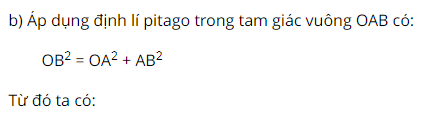 b) Áp dụng định lí pitago trong tam giác vuông OAB có:
OB² = OA² + AB²
Từ đó ta có: